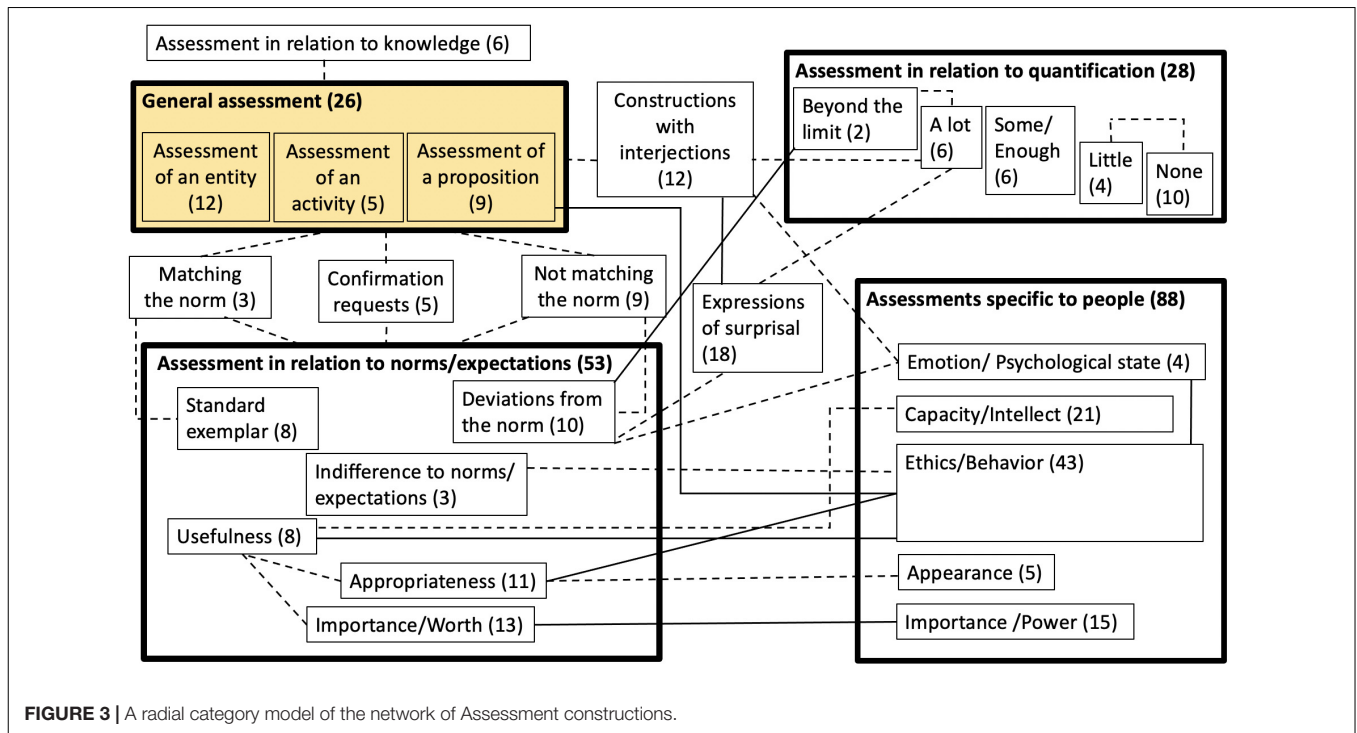 Assessment in relation to knowledge (6)
General assessment (26)
Assessment
of an entity
(12)
Assessment
of an
activity (5)
Assessment of
a proposition
(9)
Constructions
with
interjections
(12)
Assessment in relation to quantification (28)
Beyond the
limit (2)
A lot
(6)
Some/
Enough
(6)
Little
(4)
None
(10)
Matching
the norm (3)
Confirmation
requests (5)
Not matching
the norm (9)
Expressions
of surprisal
(18)
Assessment in relation to norms/expectations (53)
Standard
exemplar (8)
Deviations from
the norm (10)
Indifference to norms/
expectations (3)
Usefulness (8)
Appropriateness (11)
Importance/Worth (13)
Assessments specific to people (88)
Emotion/ Psychological state (4)
Capacity/Intellect (21)
Ethics/Behavior (43)
Appearance (5)
Importance /Power (15)
FIGURE 3 | A radial category model of the network of Assessment constructions.